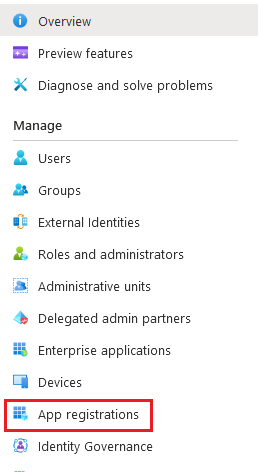 Overview
Preview features
Diagnose and solve problems
Manage
Users
Groups
External Identities
Roles and administrators
Administrative units
Delegated admin partners
Enterprise applications
Devices
App registrations
Identity Governance